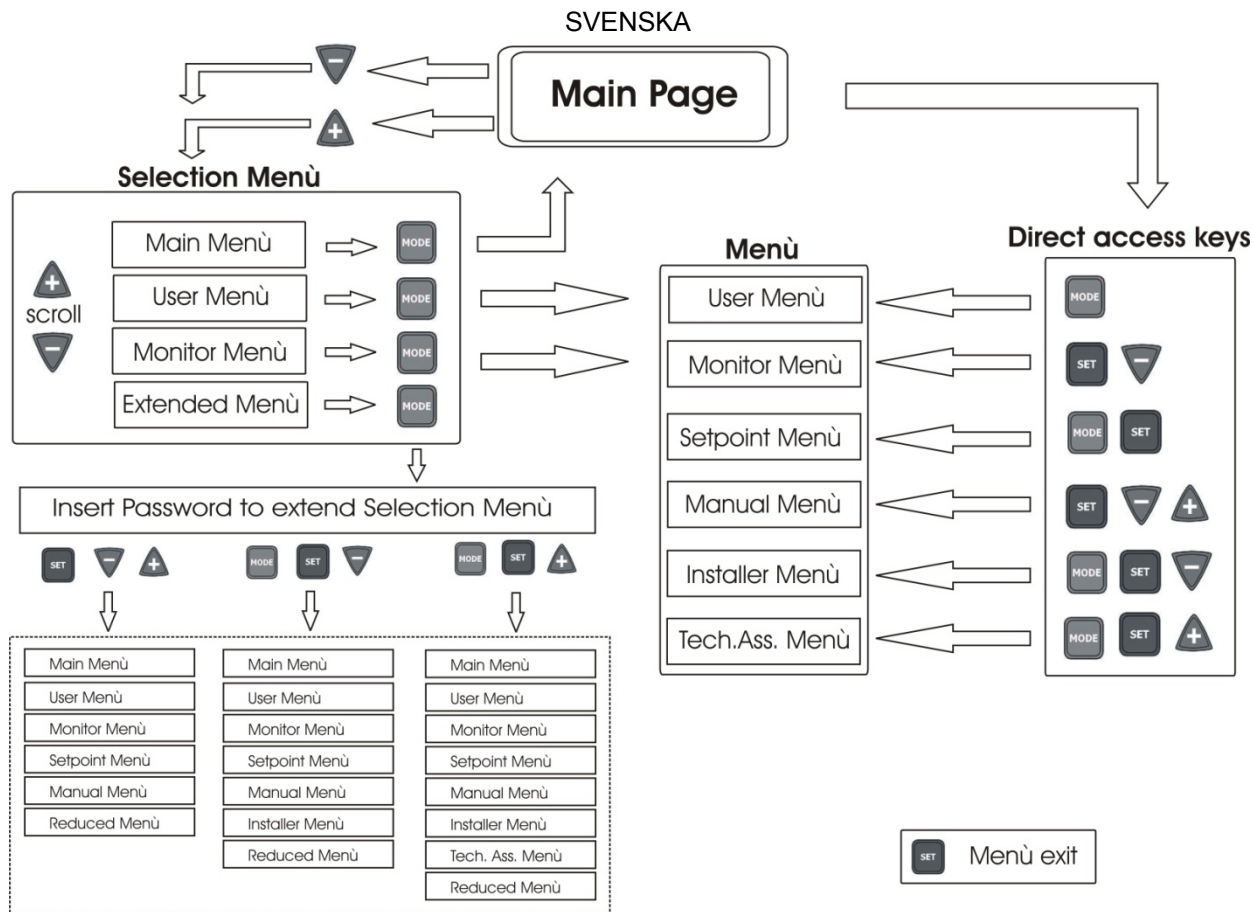 SVENSKA
Main Page
−
+
Selection Menù
+
scroll
−
Main Menù
MODE
User Menù
MODE
Monitor Menù
MODE
Extended Menù
MODE
Insert Password to extend Selection Menù
SET − +
MODE SET −
MODE SET +
Main Menù
User Menù
Monitor Menù
Setpoint Menù
Manual Menù
Reduced Menù
Main Menù
User Menù
Monitor Menù
Setpoint Menù
Manual Menù
Installer Menù
Reduced Menù
Main Menù
User Menù
Monitor Menù
Setpoint Menù
Manual Menù
Installer Menù
Tech. Ass. Menù
Reduced Menù
Menù
User Menù
Monitor Menù
Setpoint Menù
Manual Menù
Installer Menù
Tech.Ass. Menù
Direct access keys
MODE
SET −
MODE SET
SET − +
MODE SET −
MODE SET +
SET Menù exit